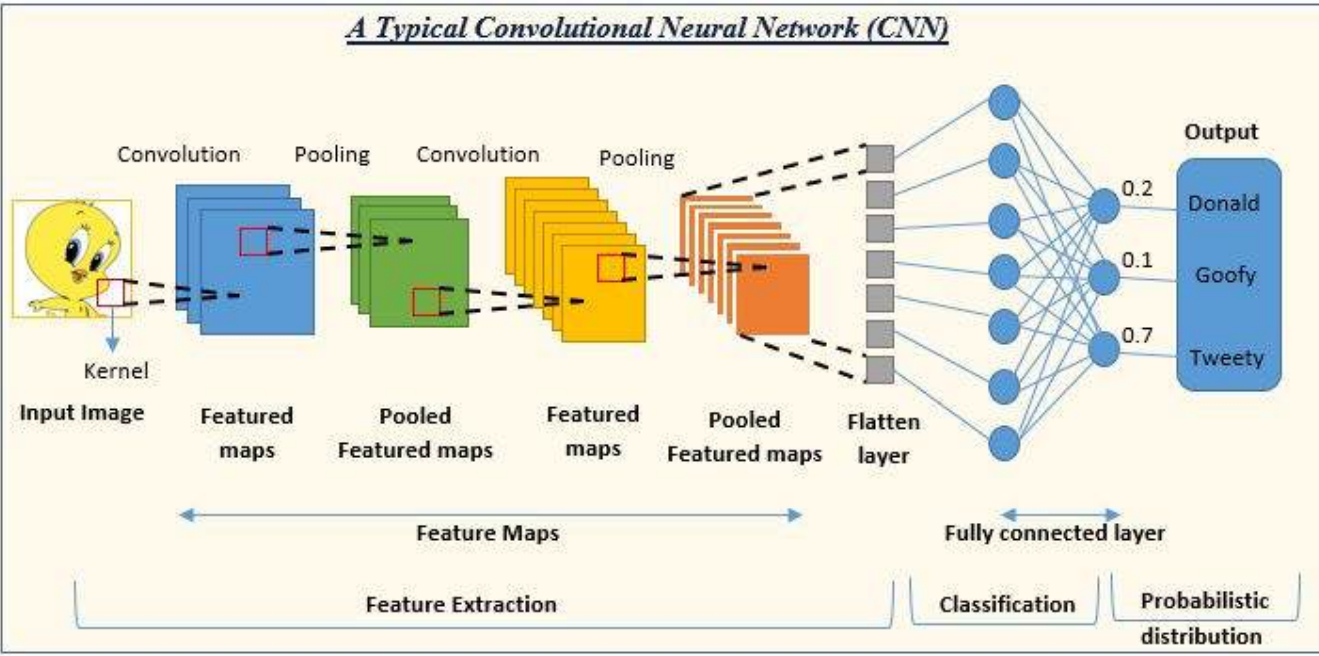 A Typical Convolutional Neural Network (CNN)
Convolution
Pooling
Convolution
Pooling
Kernel
Input Image
Featured
maps
Pooled
Featured maps
Featured
maps
Pooled
Featured maps
Flatten
layer
Output
0.2
Donald
0.1
Goofy
0.7
Tweety
Feature Maps
Fully connected layer
Feature Extraction
Classification
Probabilistic
distribution